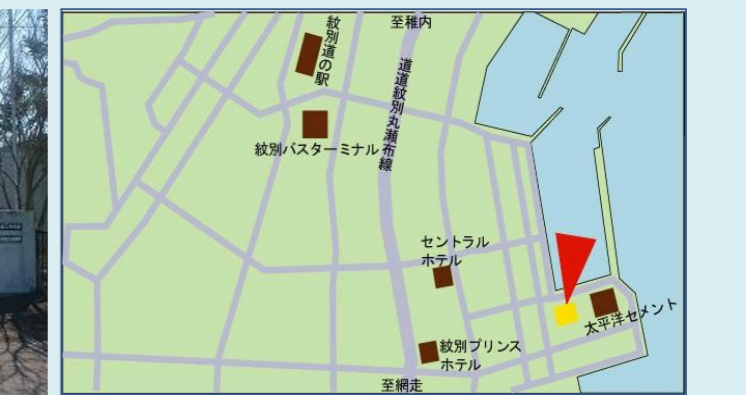 至稚内
紋別道の駅
道道紋別丸瀬布線
紋別バスターミナル
セントラル
ホテル
太平洋セメント
紋別プリンス
ホテル
至網走